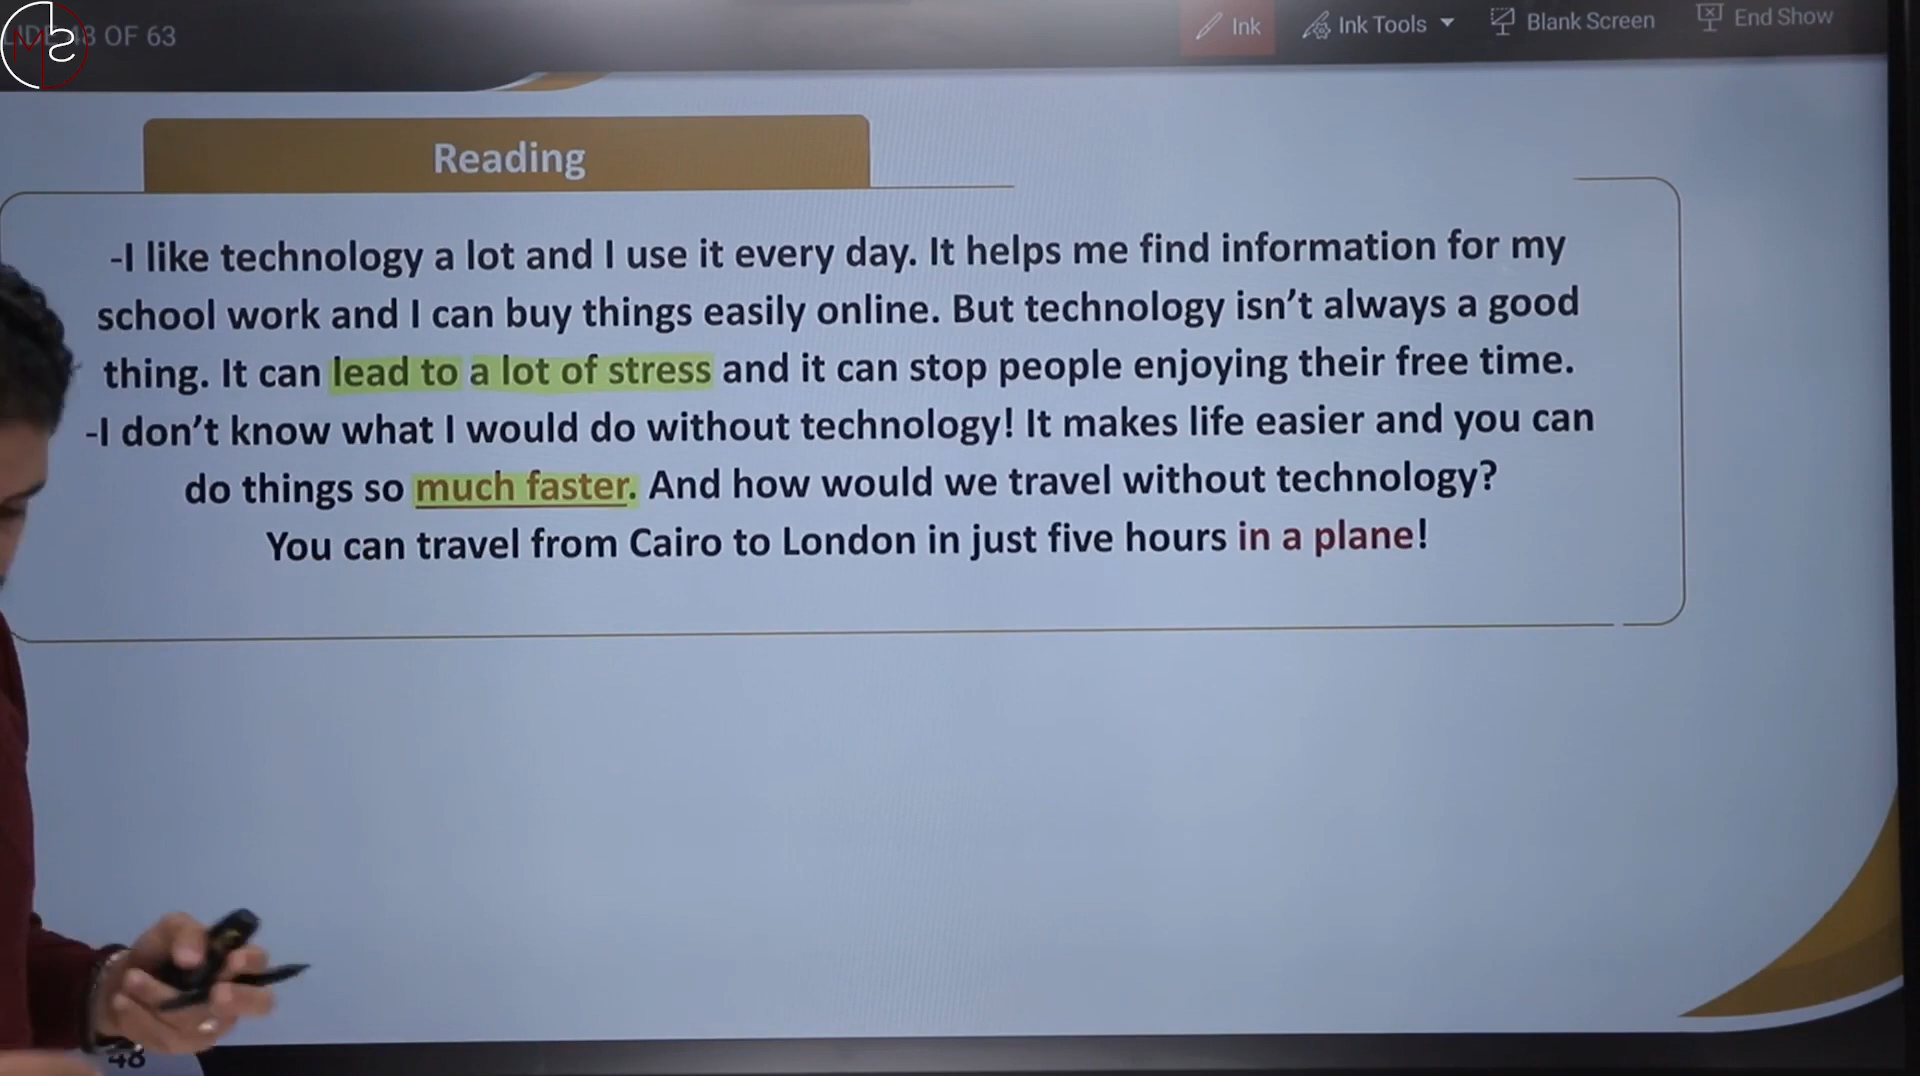 8 OF 63
Ink
Ink Tools
Blank Screen
End Show
MS
Reading
-I like technology a lot and I use it every day. It helps me find information for my
school work and I can buy things easily online. But technology isn't always a good
thing. It can lead to a lot of stress and it can stop people enjoying their free time.
-I don't know what I would do without technology! It makes life easier and you can
do things so much faster. And how would we travel without technology?
You can travel from Cairo to London in just five hours in a plane!
48